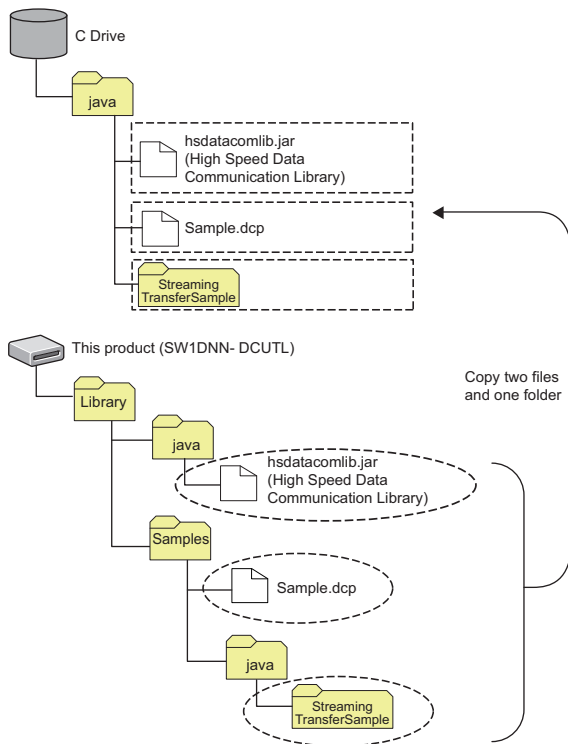 C Drive
java
hsdatacomlib.jar
(High Speed Data
Communication Library)
Sample.dcp
Streaming
TransferSample
This product (SW1DNN- DCUTL)
Copy two files
and one folder
Library
java
hsdatacomlib.jar
(High Speed Data
Communication Library)
Samples
Sample.dcp
java
Streaming
TransferSample